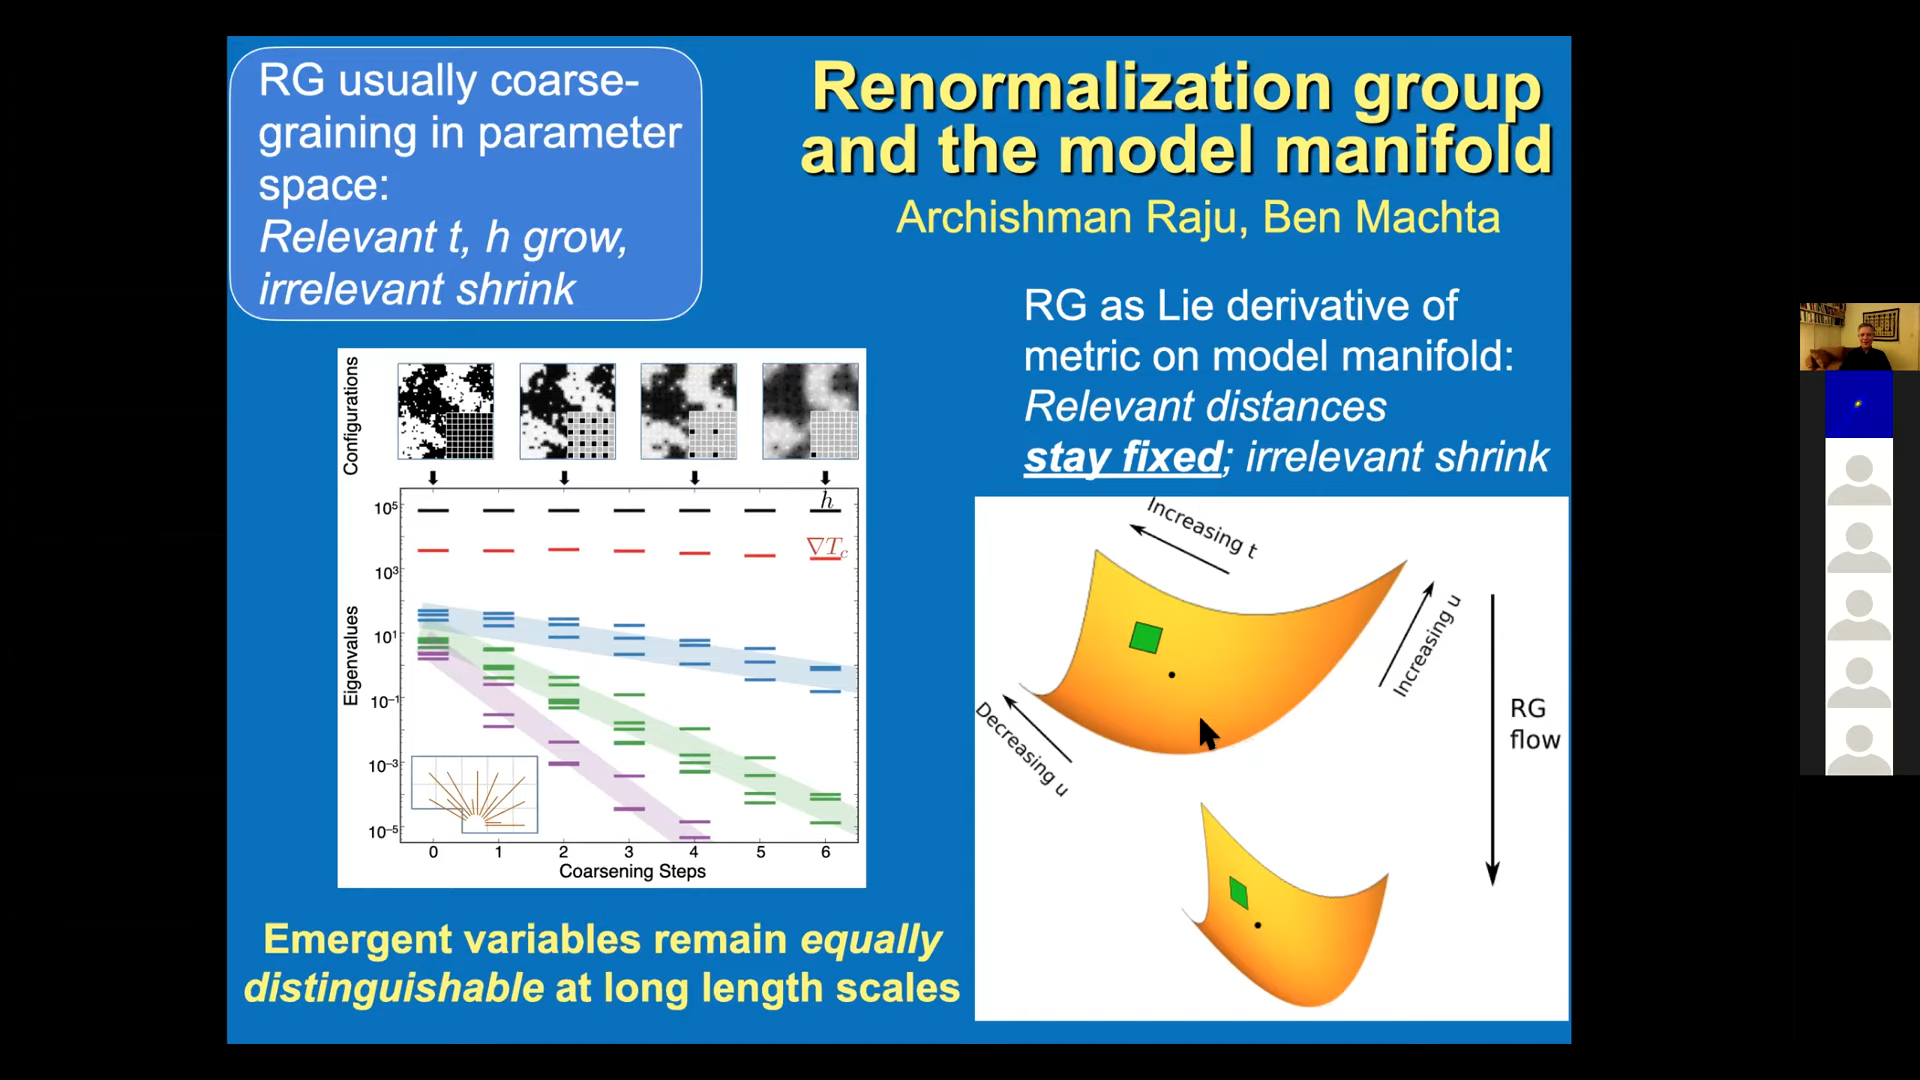 RG usually coarse-
graining in parameter
space:
Relevant t, h grow,
irrelevant shrink
Renormalization group
and the model manifold
Archishman Raju, Ben Machta
RG as Lie derivative of
metric on model manifold:
Relevant distances
stay fixed; irrelevant shrink
Configurations
Eigenvalues
10⁵
10³
10¹
10⁻¹
10⁻³
10⁻⁵
h
∇T_c
0 1 2 3 4 5 6
Coarsening Steps
Increasing t
Increasing u
Decreasing u
RG
flow
Emergent variables remain equally
distinguishable at long length scales